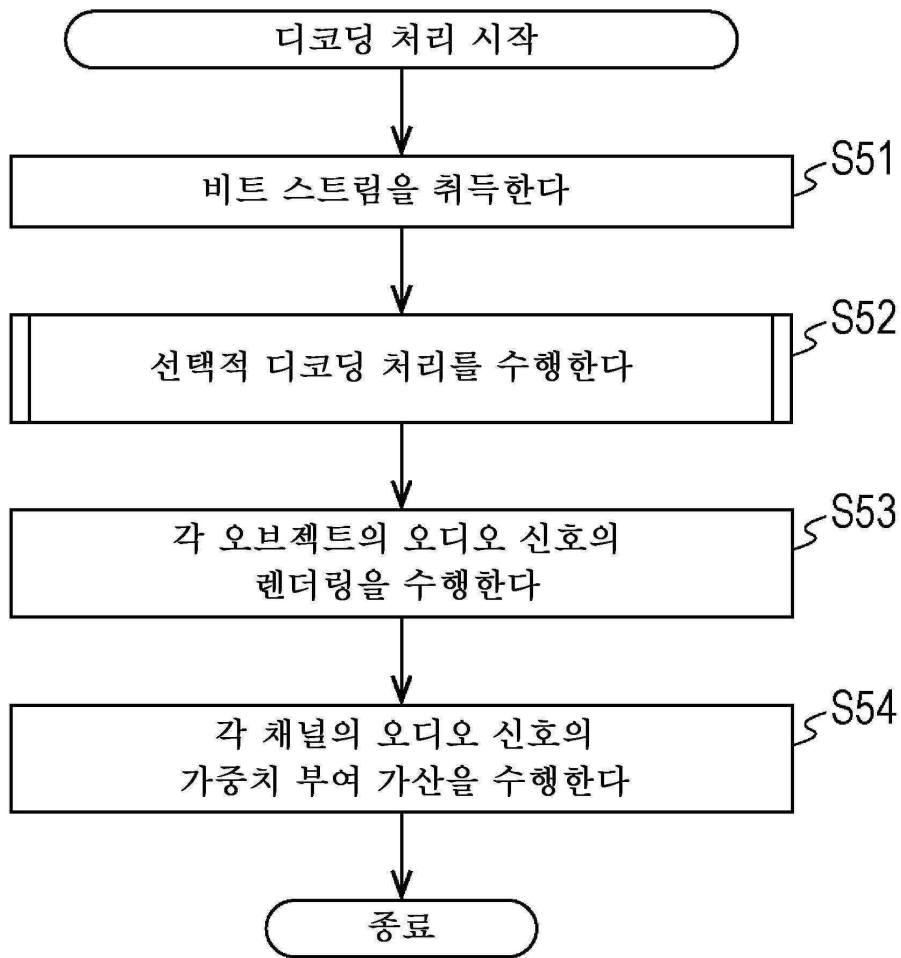 디코딩 처리 시작
비트 스트림을 취득한다
S51
선택적 디코딩 처리를 수행한다
S52
각 오브젝트의 오디오 신호의
렌더링을 수행한다
S53
각 채널의 오디오 신호의
가중치 부여 가산을 수행한다
S54
종료